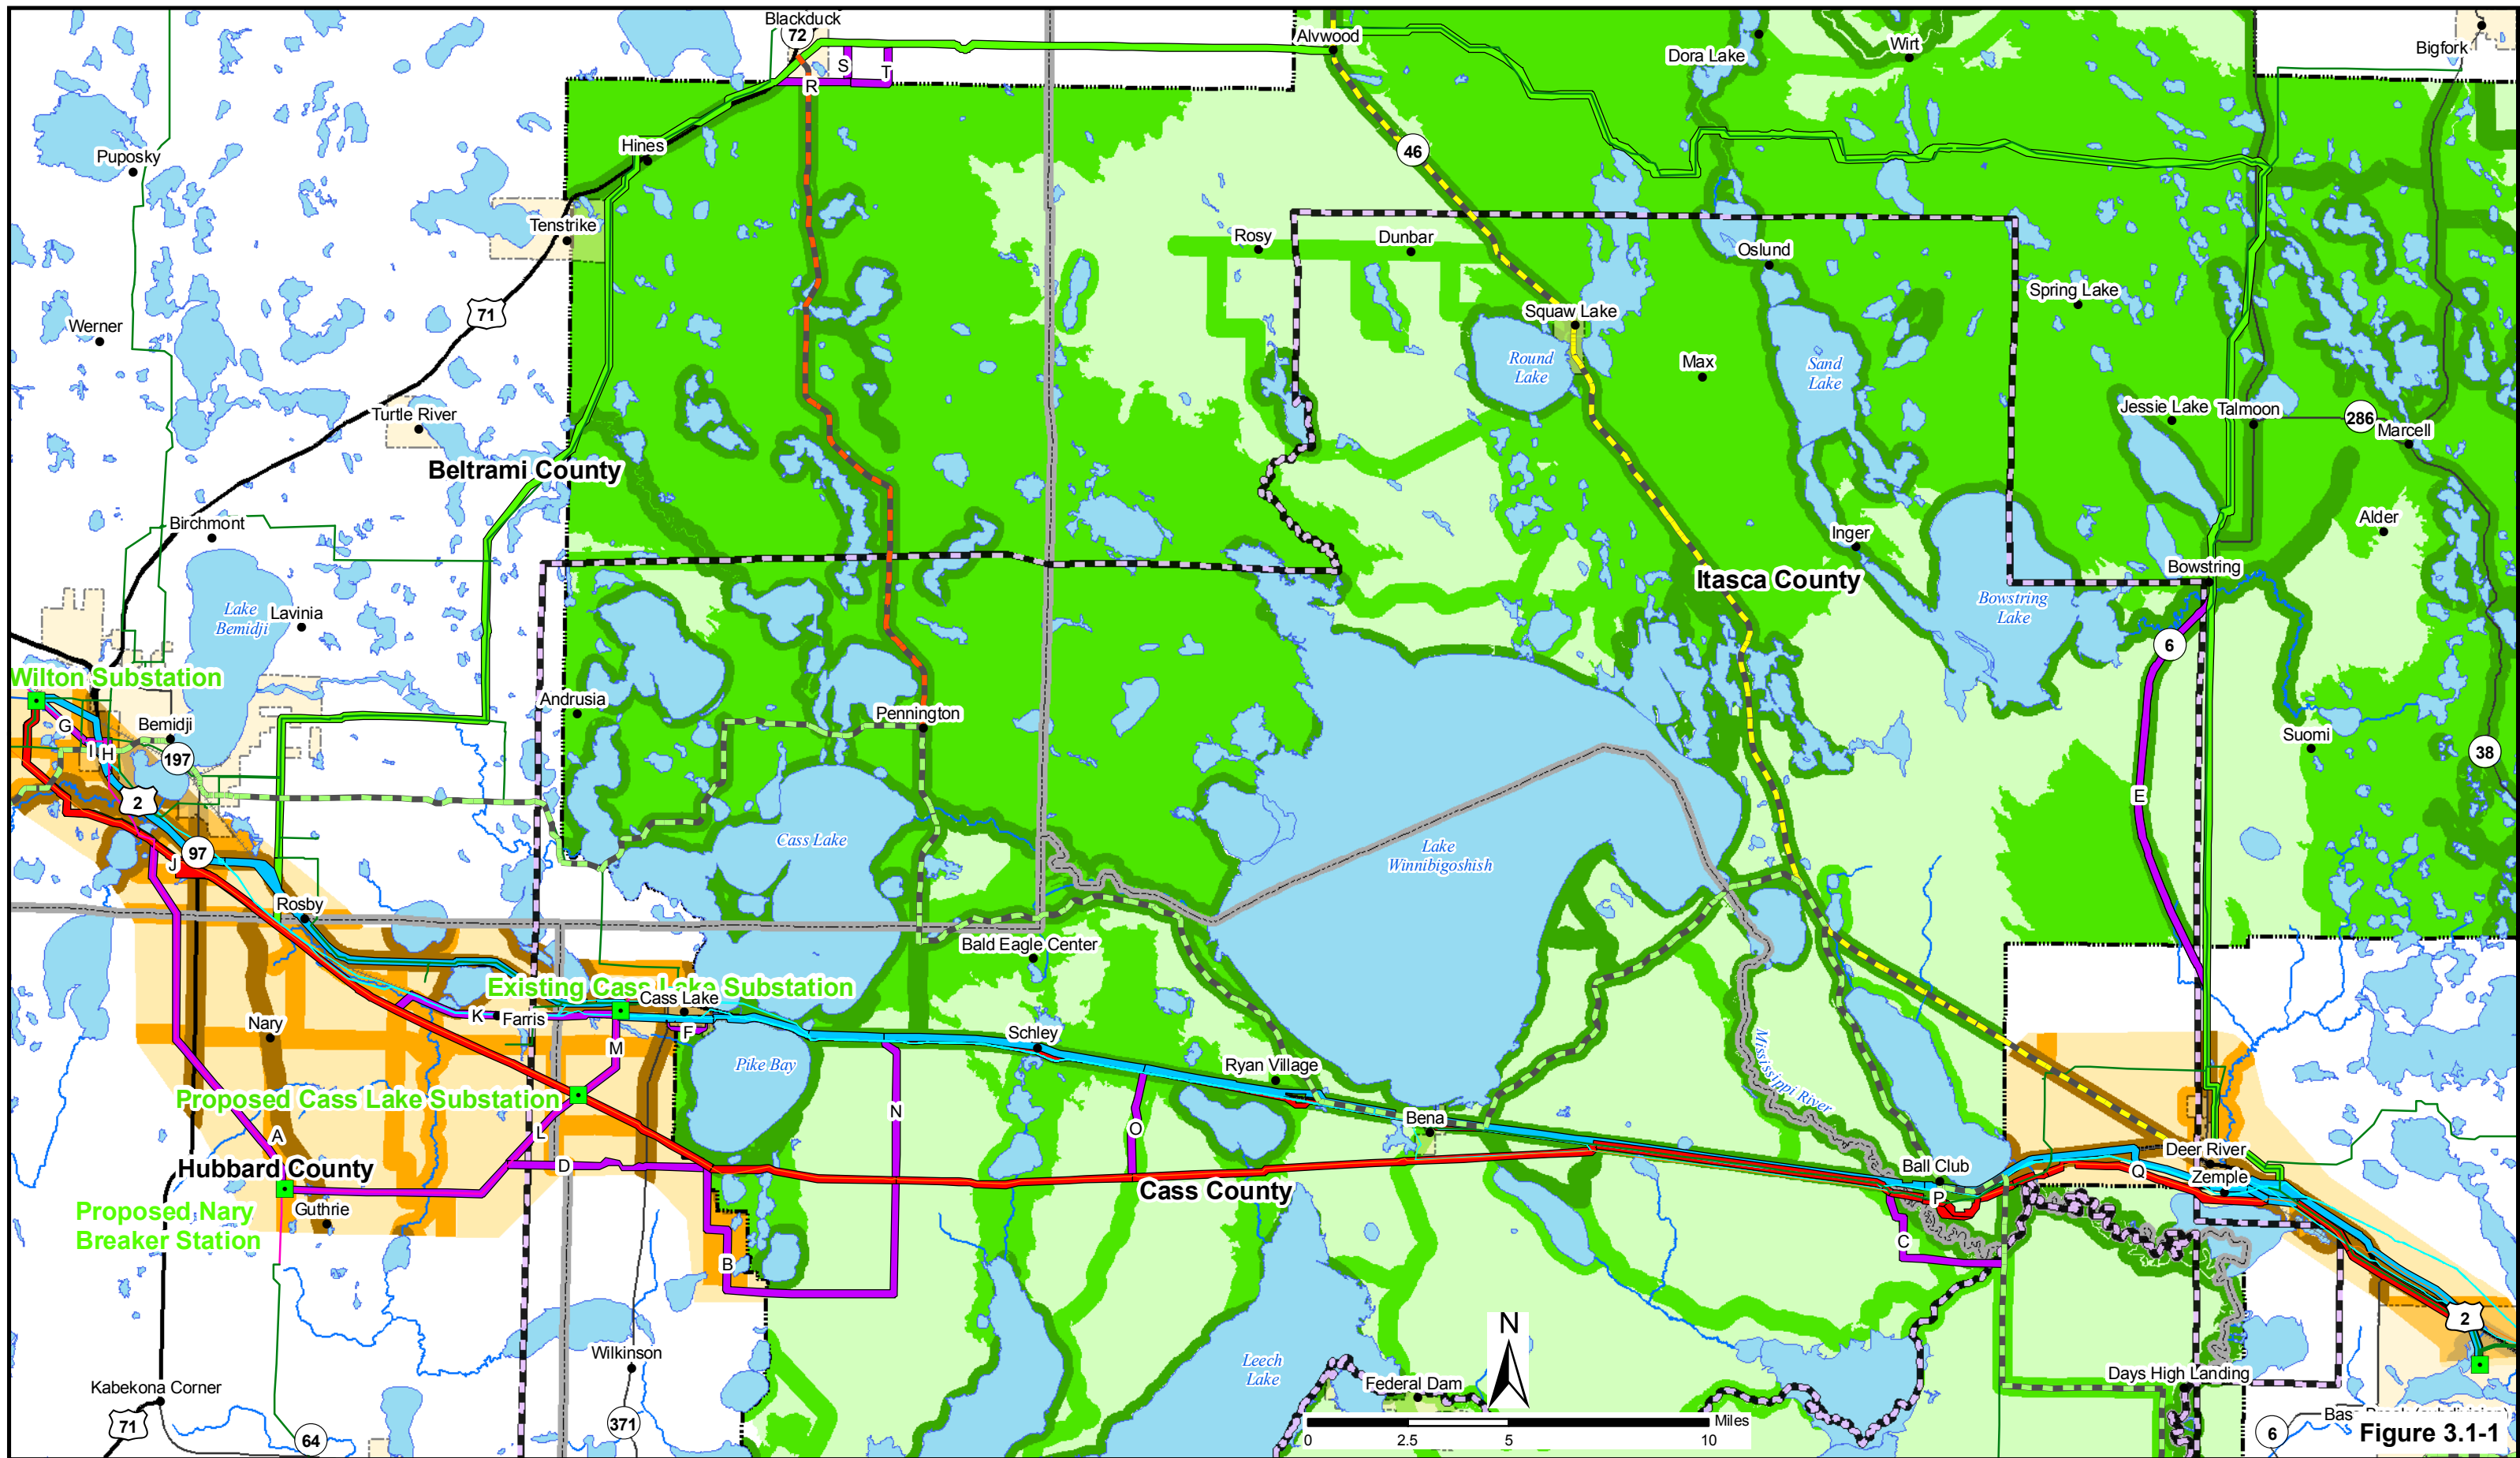 Blackduck
72
S
T
R
Alvwood
Dora Lake
Wirt
Bigfork
Puposky
Hines
46
Tenstrike
Rosy
Dunbar
Oslund
Spring Lake
71
Werner
Squaw Lake
Round
Lake
Max
Sand
Lake
Turtle River
Jessie Lake
Talmoon
286
Marcell
Beltrami County
Birchmont
Alder
Inger
Itasca County
Bowstring
Bowstring
Lake
Lake
Bemidji
Lavinia
6
Wilton Substation
Andrusia
Pennington
G
I
H
Bemidji
197
Suomi
38
2
E
Cass Lake
Lake
Winnibigoshish
J
97
Rosby
Bald Eagle Center
Existing Cass Lake Substation
Cass Lake
K
Farris
F
Nary
M
Schley
Pike Bay
Ryan Village
Mississippi River
Proposed Cass Lake Substation
N
O
Bena
A
L
D
Hubbard County
Deer River
Ball Club
Q
Zemple
P
Cass County
Proposed Nary
Breaker Station
Guthrie
C
B
N
2
Wilkinson
Leech
Lake
Federal Dam
Days High Landing
Kabekona Corner
71
64
371
Miles
0
2.5
5
10
6
Figure 3.1-1